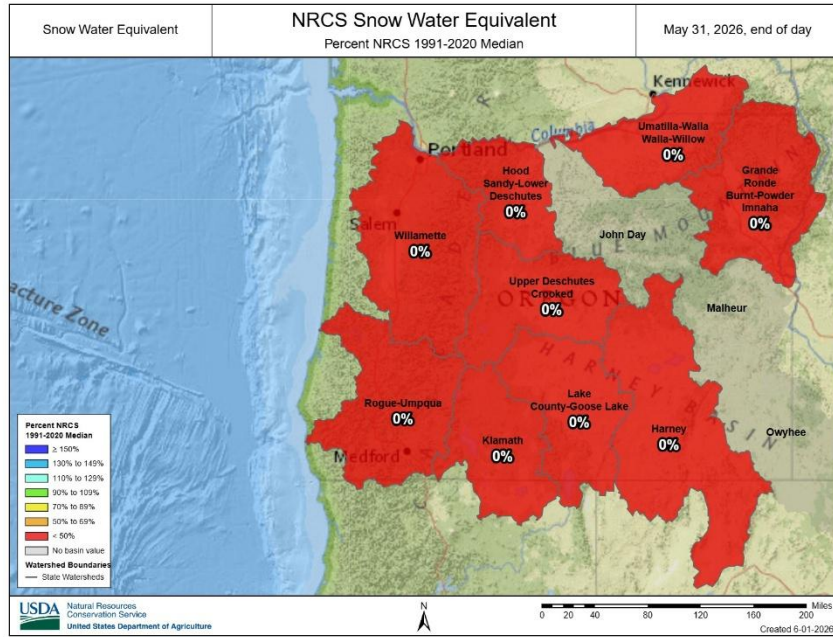 Snow Water Equivalent
NRCS Snow Water Equivalent
Percent NRCS 1991-2020 Median
May 31, 2026, end of day
Kennewick
Columbia
Umatilla-Walla
Walla-Willow
0%
Portland
Hood
Sandy-Lower
Deschutes
0%
Grande
Ronde
Burnt-Powder
Imnaha
0%
Salem
Willamette
0%
John Day
BLUE MOUNTAINS
Upper Deschutes
Crooked
0%
OREGON
Malheur
acture Zone
HARNEY BASIN
Rogue-Umpqua
0%
Medford
Klamath
0%
Lake
County-Goose Lake
0%
Harney
0%
Owyhee
Percent NRCS
1991-2020 Median
≥ 150%
130% to 149%
110% to 129%
90% to 109%
70% to 89%
50% to 69%
< 50%
No basin value
Watershed Boundaries
State Watersheds
USDA
Natural Resources
Conservation Service
United States Department of Agriculture
N
0 20 40 80 120 160 200 Miles
Created 6-01-2026